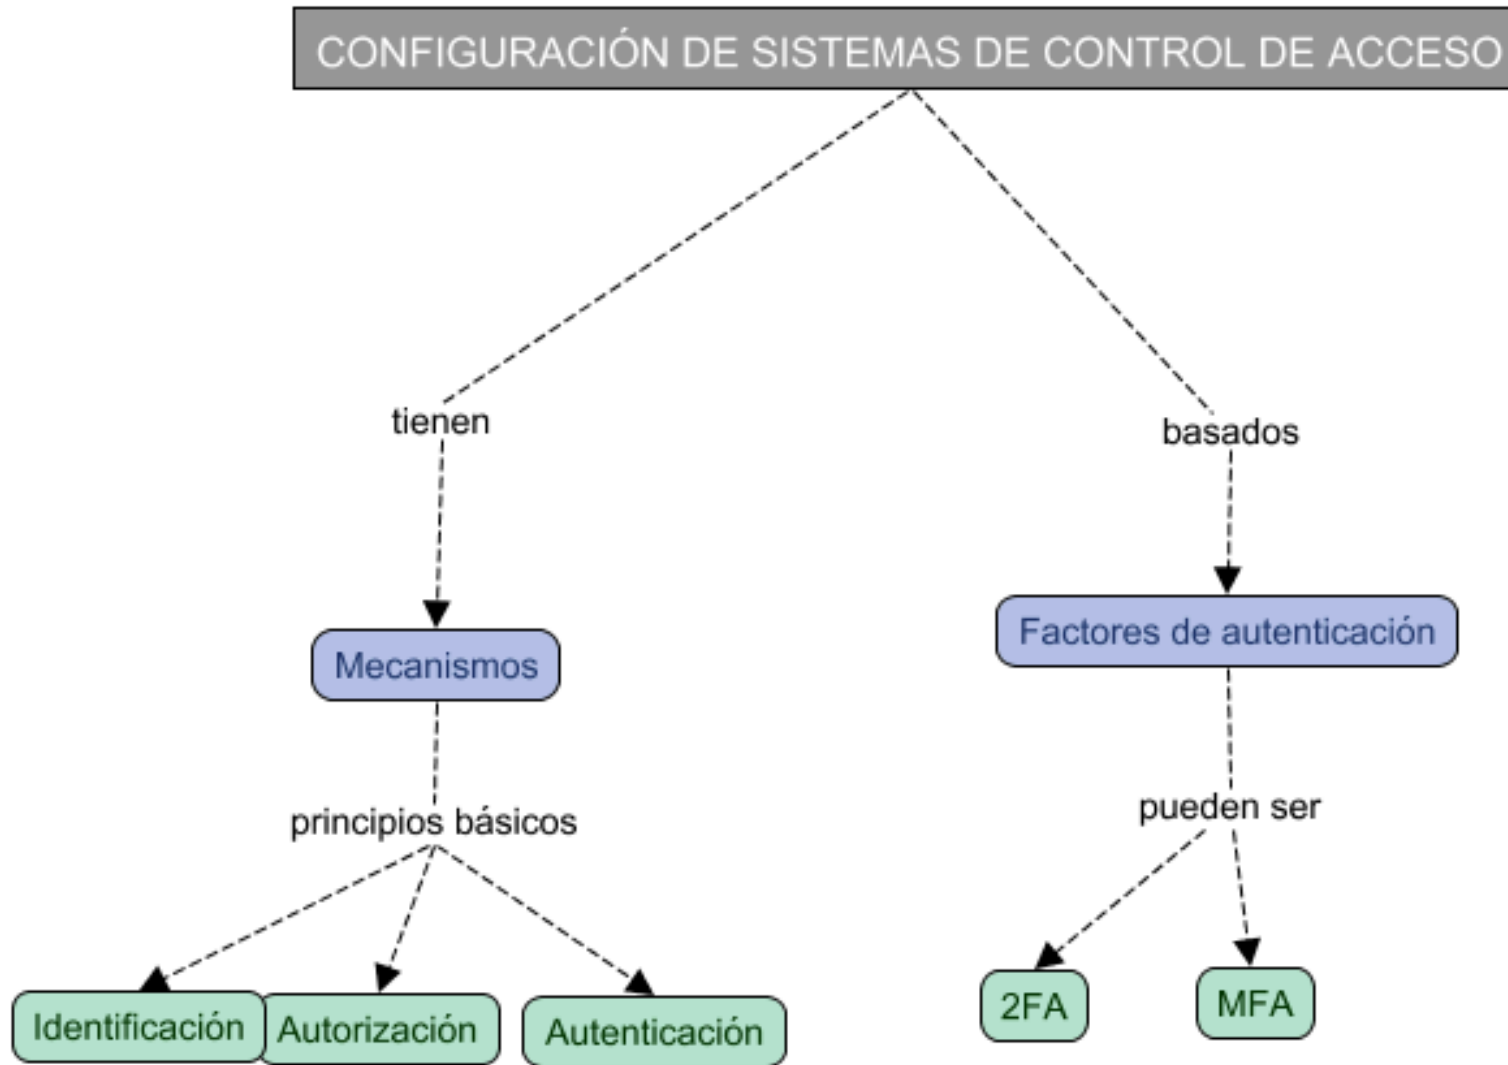 CONFIGURACIÓN DE SISTEMAS DE CONTROL DE ACCESO
tienen
basados
Mecanismos
Factores de autenticación
principios básicos
pueden ser
Identificación
Autorización
Autenticación
2FA
MFA